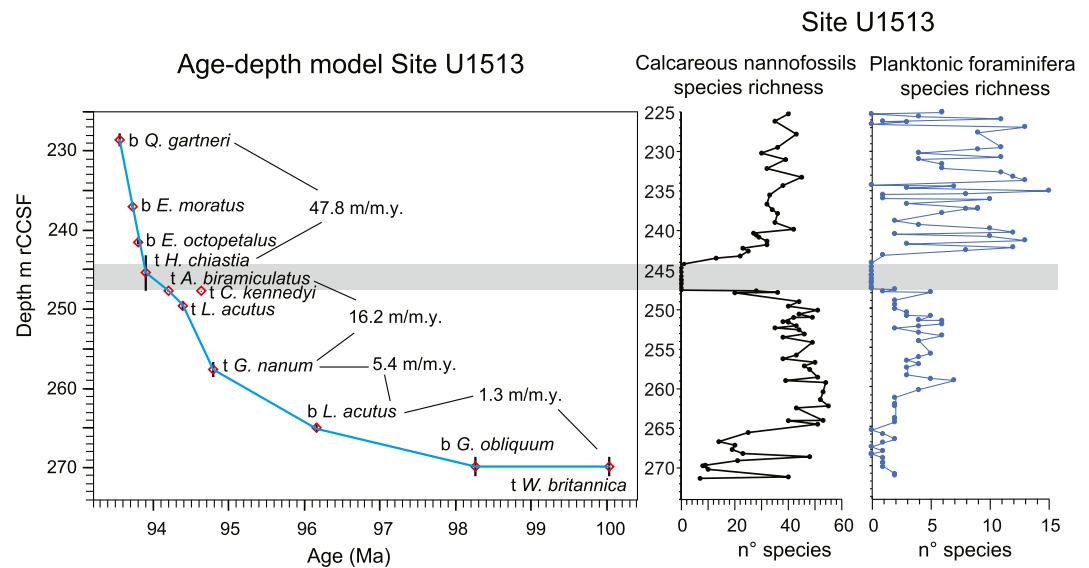 Site U1513
Age-depth model Site U1513
Calcareous nannofossils
species richness
Planktonic foraminifera
species richness
Depth m rCCSF
230
240
250
260
270
b Q. gartneri
b E. moratus
47.8 m/m.y.
b E. octopetalus
t H. chiastia
t A. biramiculatus
t C. kennedyi
t L. acutus
16.2 m/m.y.
t G. nanum
5.4 m/m.y.
b L. acutus
1.3 m/m.y.
b G. obliquum
t W. britannica
94
95
96
97
98
99
100
Age (Ma)
225
230
235
240
245
250
255
260
265
270
0
20
40
60
n° species
0
5
10
15
n° species